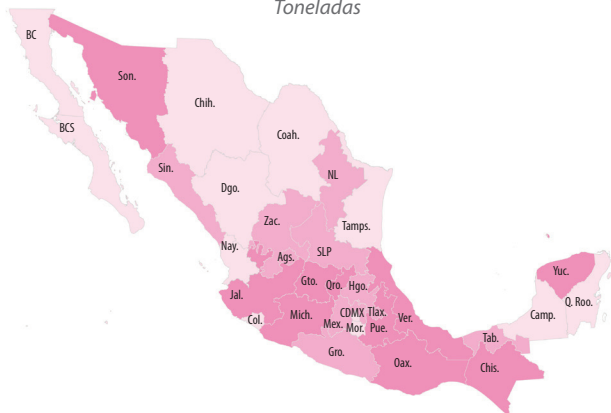 Toneladas
BC
Son.
Chih.
Coah.
BCS
Sin.
NL
Dgo.
Zac.
Tamps.
Nay.
Ags.
SLP
Yuc.
Gto.
Qro.
Hgo.
Q. Roo.
Jal.
Col.
Mich.
CDMX
Tlax.
Ver.
Camp.
Mex.
Mor.
Pue.
Tab.
Gro.
Oax.
Chis.